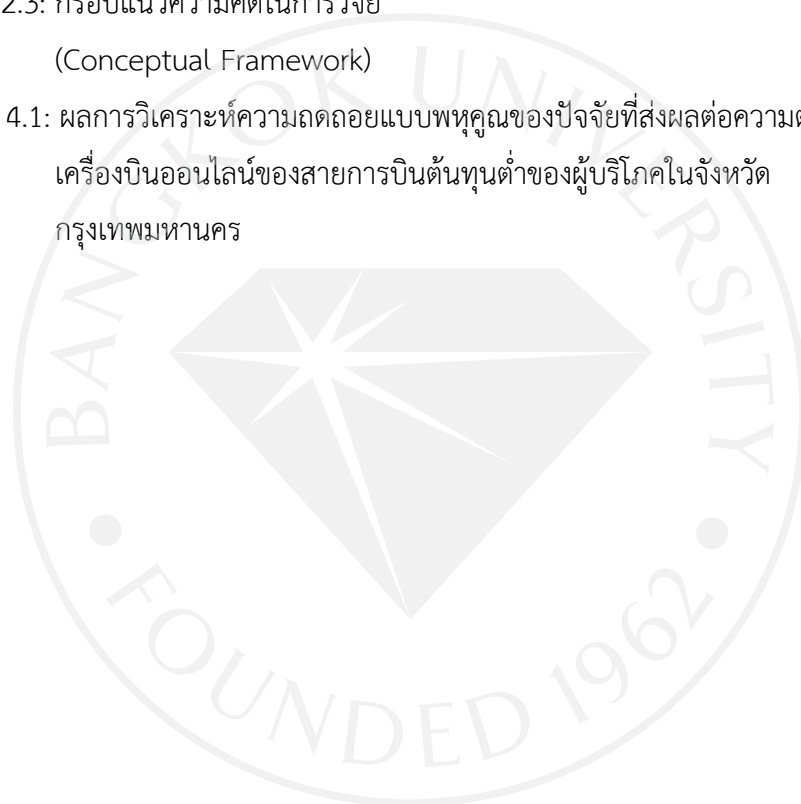 2.3: กรอบแนวความคิดในการวิจัย
(Conceptual Framework)
4.1: ผลการวิเคราะห์ความถดถอยแบบพหุคูณของปัจจัยที่ส่งผลต่อความ
เครื่องบินออนไลน์ของสายการบินต้นทุนต่ำของผู้บริโภคในจังหวัด
กรุงเทพมหานคร
BANGKOK UNIVERSITY
FOUNDED 1962